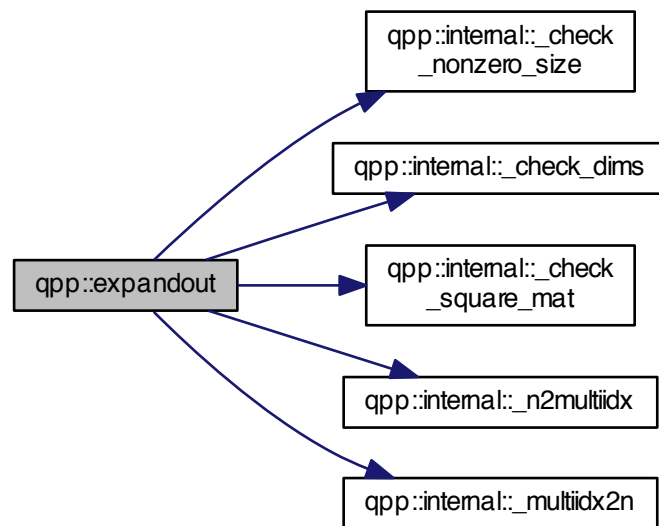 qpp::internal::_check
_nonzero_size
qpp::internal::_check_dims
qpp::expandout
qpp::internal::_check
_square_mat
qpp::internal::_n2multiidx
qpp::internal::_multiidx2n